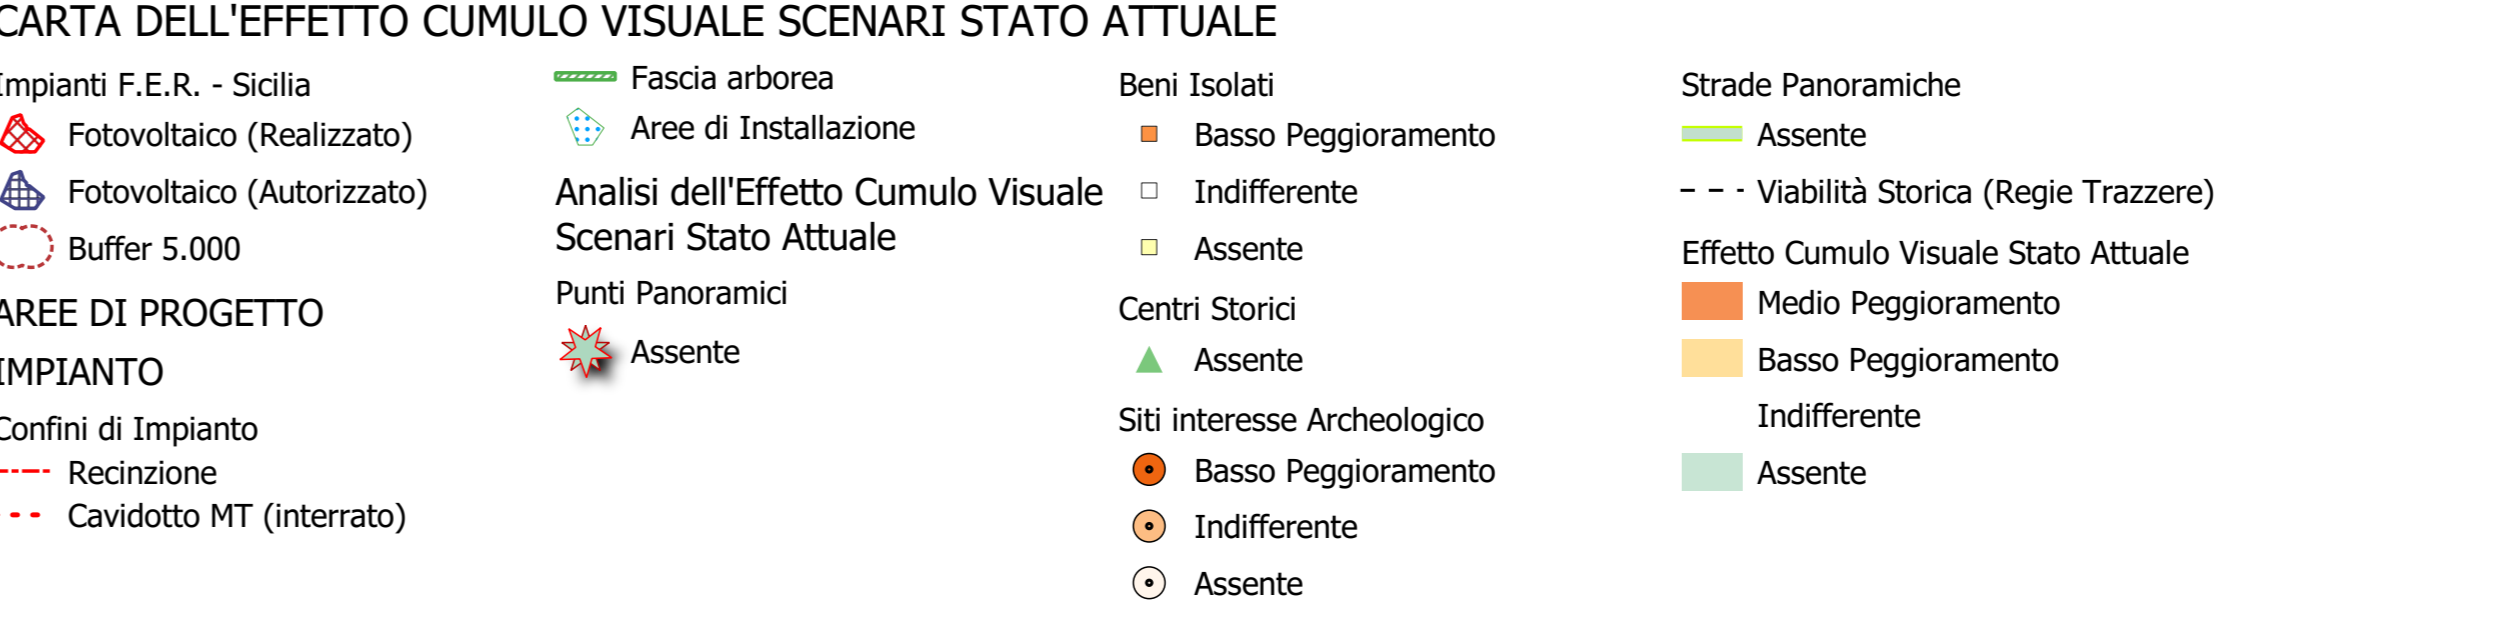 CARTA DELL'EFFETTO CUMULO VISUALE SCENARI STATO ATTUALE
Impianti F.E.R. - Sicilia
Fotovoltaico (Realizzato)
Fotovoltaico (Autorizzato)
Buffer 5.000
AREE DI PROGETTO
IMPIANTO
Confini di Impianto
Recinzione
Cavidotto MT (interrato)
Fascia arborea
Aree di Installazione
Analisi dell'Effetto Cumulo Visuale
Scenari Stato Attuale
Punti Panoramici
Assente
Beni Isolati
Basso Peggioramento
Indifferente
Assente
Centri Storici
Assente
Siti interesse Archeologico
Basso Peggioramento
Indifferente
Assente
Strade Panoramiche
Assente
Viabilità Storica (Regie Trazzere)
Effetto Cumulo Visuale Stato Attuale
Medio Peggioramento
Basso Peggioramento
Indifferente
Assente